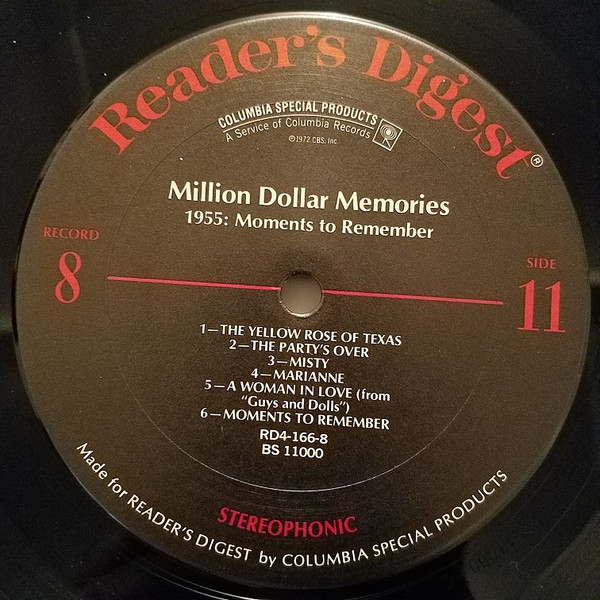 Reader's Digest®
COLUMBIA SPECIAL PRODUCTS
A Service of Columbia Records
©1972 CBS, Inc.
Million Dollar Memories
1955: Moments to Remember
RECORD
8
SIDE
11
1—THE YELLOW ROSE OF TEXAS
2—THE PARTY'S OVER
3—MISTY
4—MARIANNE
5—A WOMAN IN LOVE (from
"Guys and Dolls")
6—MOMENTS TO REMEMBER
RD4-166-8
BS 11000
STEREOPHONIC
Made for READER'S DIGEST by COLUMBIA SPECIAL PRODUCTS